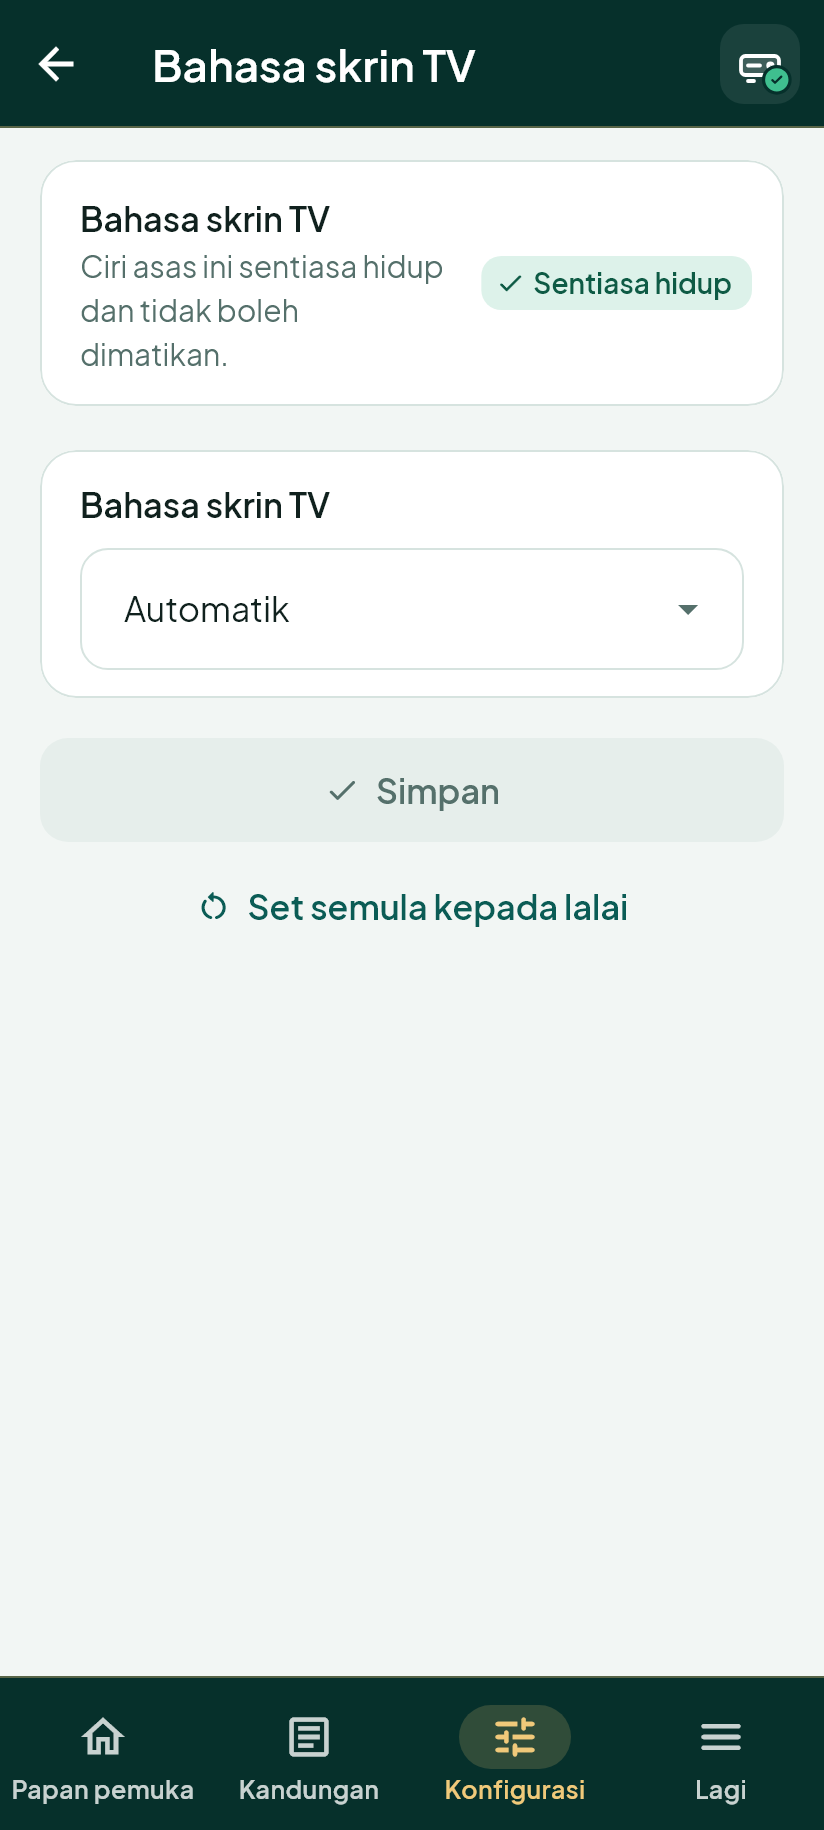 Bahasa skrin TV
Bahasa skrin TV
Ciri asas ini sentiasa hidup
dan tidak boleh
dimatikan.
Sentiasa hidup
Bahasa skrin TV
Automatik
Simpan
Set semula kepada lalai
Papan pemuka
Kandungan
Konfigurasi
Lagi